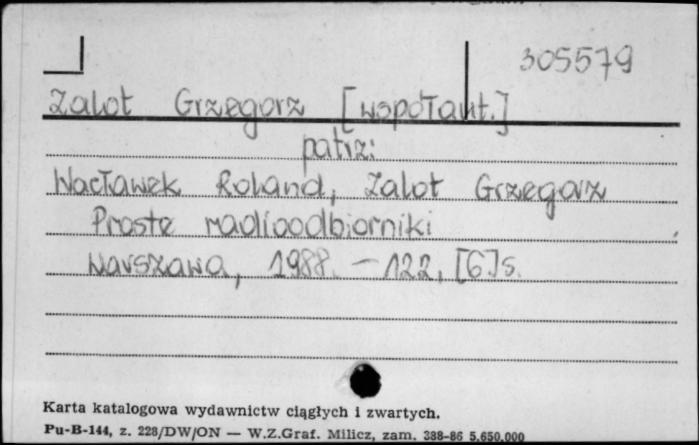 305579
Zalot Grzegorz [współaut.]
patrz:
Wacławek Roland, Zalot Grzegorz
Proste radioodbiorniki
Warszawa, 1988. – 122, [6] s.
Karta katalogowa wydawnictw ciągłych i zwartych.
Pu-B-144, z. 228/DW/ON — W.Z.Graf. Milicz, zam. 388-86 5.650.000